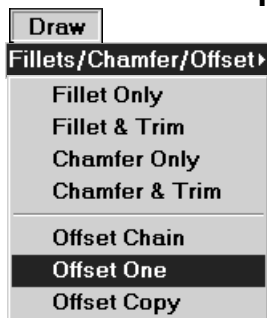 Draw
Fillets/Chamfer/Offset
Fillet Only
Fillet & Trim
Chamfer Only
Chamfer & Trim
Offset Chain
Offset One
Offset Copy